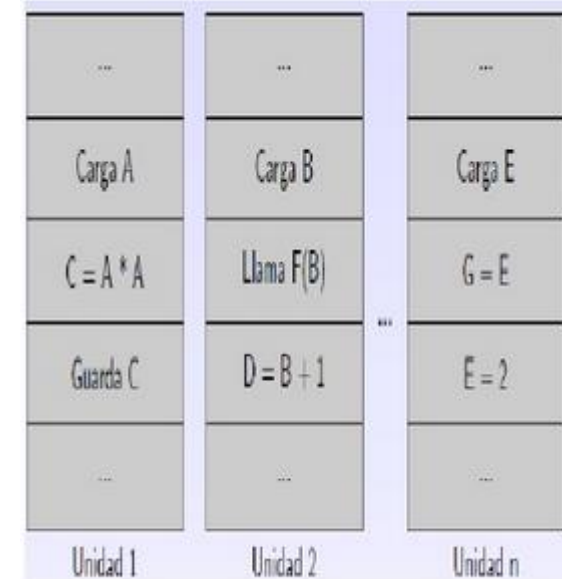 ... ... ...
Carga A Carga B Carga E
C = A * A Llama F(B) G = E
...
Guarda C D = B + 1 E = 2
... ... ...
Unidad 1 Unidad 2 Unidad n